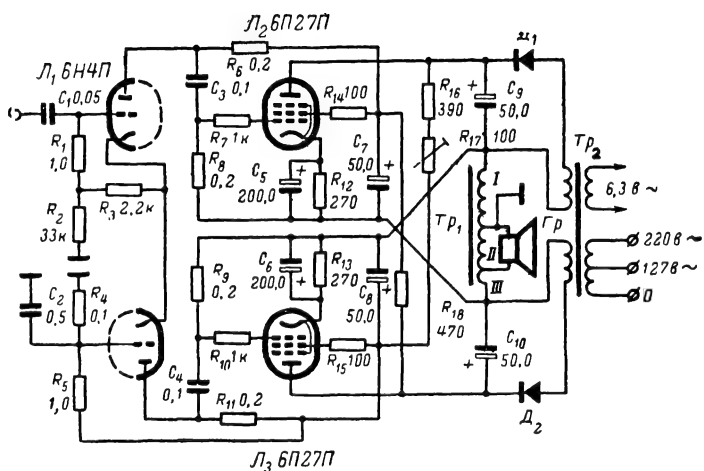 Л₂ 6П27П
Л₁ 6Н4П
C₁ 0,05
R₁
1,0
R₂
33к
R₃ 2,2к
C₂
0,5
R₄
0,1
R₅
1,0
R₆ 0,2
C₃ 0,1
R₇ 1к
R₈
0,2
C₅
200,0
+
R₁₂
270
R₁₄ 100
C₇
50,0
+
R₁₆
390
+
C₉
50,0
Д₁
R₁₇ 100
Тр₂
6,3 в ~
I
Тр₁
II
III
Гр
220 в ~
127 в ~
0
R₉
0,2
C₆
200,0
+
R₁₃
270
C₈
50,0
+
R₁₈
470
C₁₀
50,0
+
R₁₀ 1к
R₁₅ 100
C₄
0,1
R₁₁ 0,2
Д₂
Л₃ 6П27П